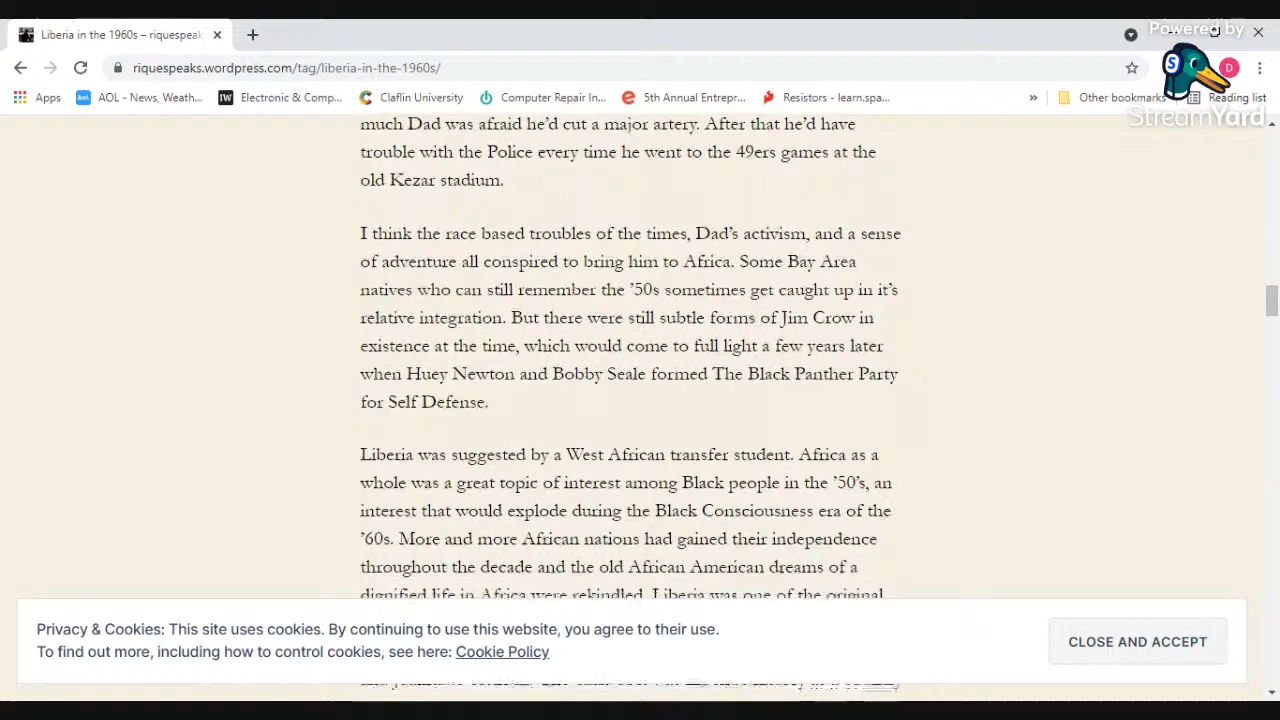 Powered by
Liberia in the 1960s – riquespeak
riquespeaks.wordpress.com/tag/liberia-in-the-1960s/
D
S
Apps
Aol.
AOL - News, Weath...
IW
Electronic & Comp...
Claflin University
Computer Repair In...
5th Annual Entrepr...
Resistors - learn.spa...
»
Other bookmarks
Reading list
StreamYard
much Dad was afraid he'd cut a major artery. After that he'd have
trouble with the Police every time he went to the 49ers games at the
old Kezar stadium.
I think the race based troubles of the times, Dad's activism, and a sense
of adventure all conspired to bring him to Africa. Some Bay Area
natives who can still remember the '50s sometimes get caught up in it's
relative integration. But there were still subtle forms of Jim Crow in
existence at the time, which would come to full light a few years later
when Huey Newton and Bobby Seale formed The Black Panther Party
for Self Defense.
Liberia was suggested by a West African transfer student. Africa as a
whole was a great topic of interest among Black people in the '50's, an
interest that would explode during the Black Consciousness era of the
'60s. More and more African nations had gained their independence
throughout the decade and the old African American dreams of a
dignified life in Africa were rekindled. Liberia was one of the original
Privacy & Cookies: This site uses cookies. By continuing to use this website, you agree to their use.
To find out more, including how to control cookies, see here: Cookie Policy
CLOSE AND ACCEPT